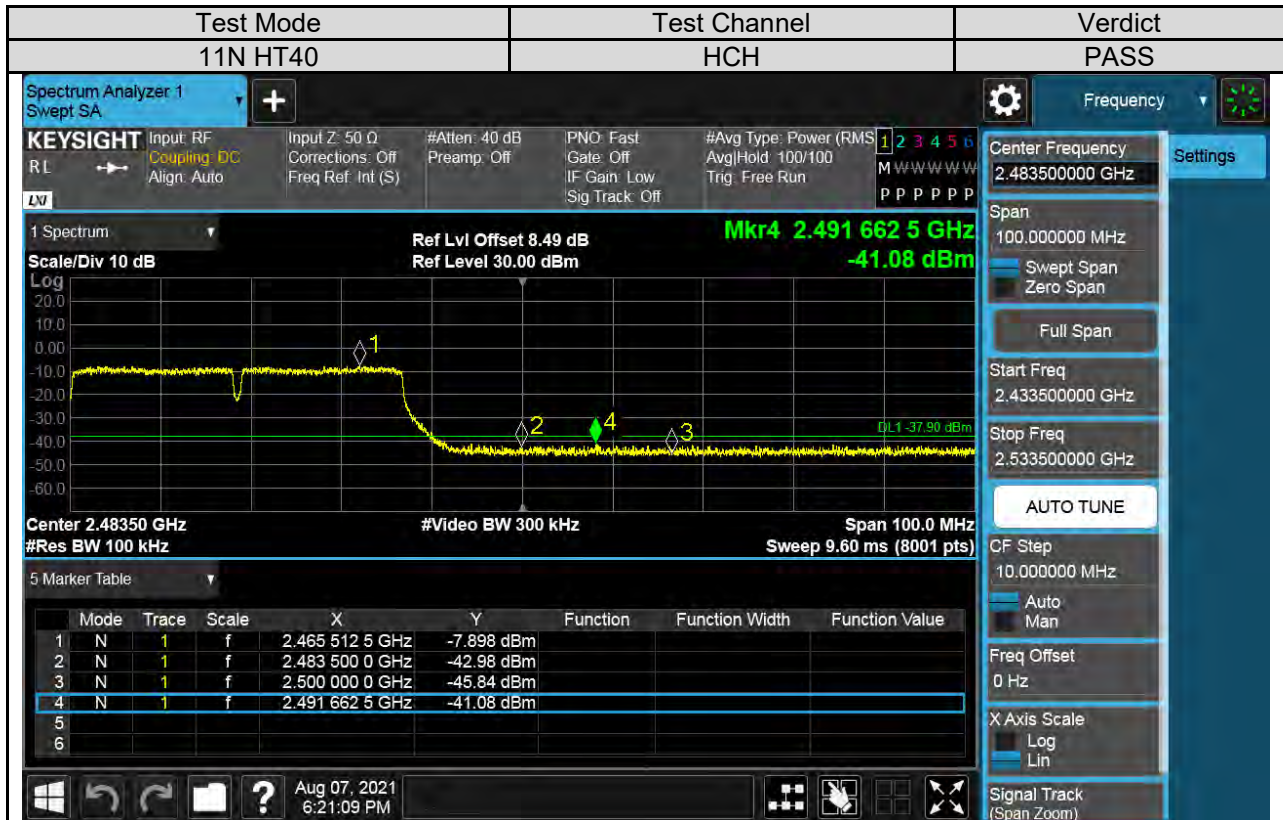 Test Mode Test Channel Verdict
11N HT40 HCH PASS
Spectrum Analyzer 1
Swept SA
+
Frequency
KEYSIGHT
RL
LXI
Input: RF
Coupling: DC
Align: Auto
Input Z: 50 Ω
Corrections: Off
Freq Ref: Int (S)
#Atten: 40 dB
Preamp: Off
PNO: Fast
Gate: Off
IF Gain: Low
Sig Track: Off
#Avg Type: Power (RMS
Avg|Hold: 100/100
Trig: Free Run
1 2 3 4 5 6
M W W W W W
P P P P P P
1 Spectrum
Scale/Div 10 dB
Ref Lvl Offset 8.49 dB
Ref Level 30.00 dBm
Mkr4 2.491 662 5 GHz
-41.08 dBm
Log
20.0
10.0
0.00
-10.0
-20.0
-30.0
-40.0
-50.0
-60.0
1
2
4
3
DL1 -37.90 dBm
Center 2.48350 GHz
#Res BW 100 kHz
#Video BW 300 kHz
Span 100.0 MHz
Sweep 9.60 ms (8001 pts)
5 Marker Table
Mode Trace Scale X Y Function Function Width Function Value
1 N 1 f 2.465 512 5 GHz -7.898 dBm
2 N 1 f 2.483 500 0 GHz -42.98 dBm
3 N 1 f 2.500 000 0 GHz -45.84 dBm
4 N 1 f 2.491 662 5 GHz -41.08 dBm
5
6
?
Aug 07, 2021
6:21:09 PM
Center Frequency
2.483500000 GHz
Settings
Span
100.000000 MHz
Swept Span
Zero Span
Full Span
Start Freq
2.433500000 GHz
Stop Freq
2.533500000 GHz
AUTO TUNE
CF Step
10.000000 MHz
Auto
Man
Freq Offset
0 Hz
X Axis Scale
Log
Lin
Signal Track
(Span Zoom)